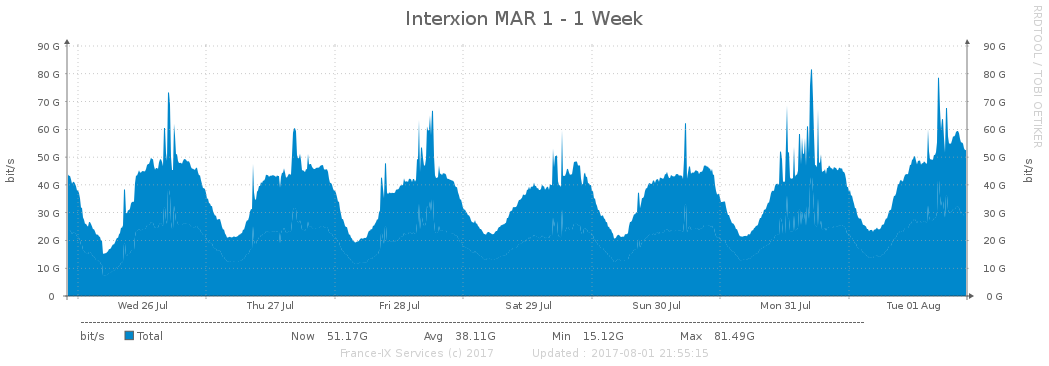 Interxion MAR 1 - 1 Week
RRDTOOL / TOBI OETIKER
bit/s
90 G
80 G
70 G
60 G
50 G
40 G
30 G
20 G
10 G
0
90 G
80 G
70 G
60 G
50 G
40 G
30 G
20 G
10 G
0 G
bit/s
Wed 26 Jul Thu 27 Jul Fri 28 Jul Sat 29 Jul Sun 30 Jul Mon 31 Jul Tue 01 Aug
bit/s Total Now 51.17G Avg 38.11G Min 15.12G Max 81.49G
France-IX Services (c) 2017 Updated : 2017-08-01 21:55:15